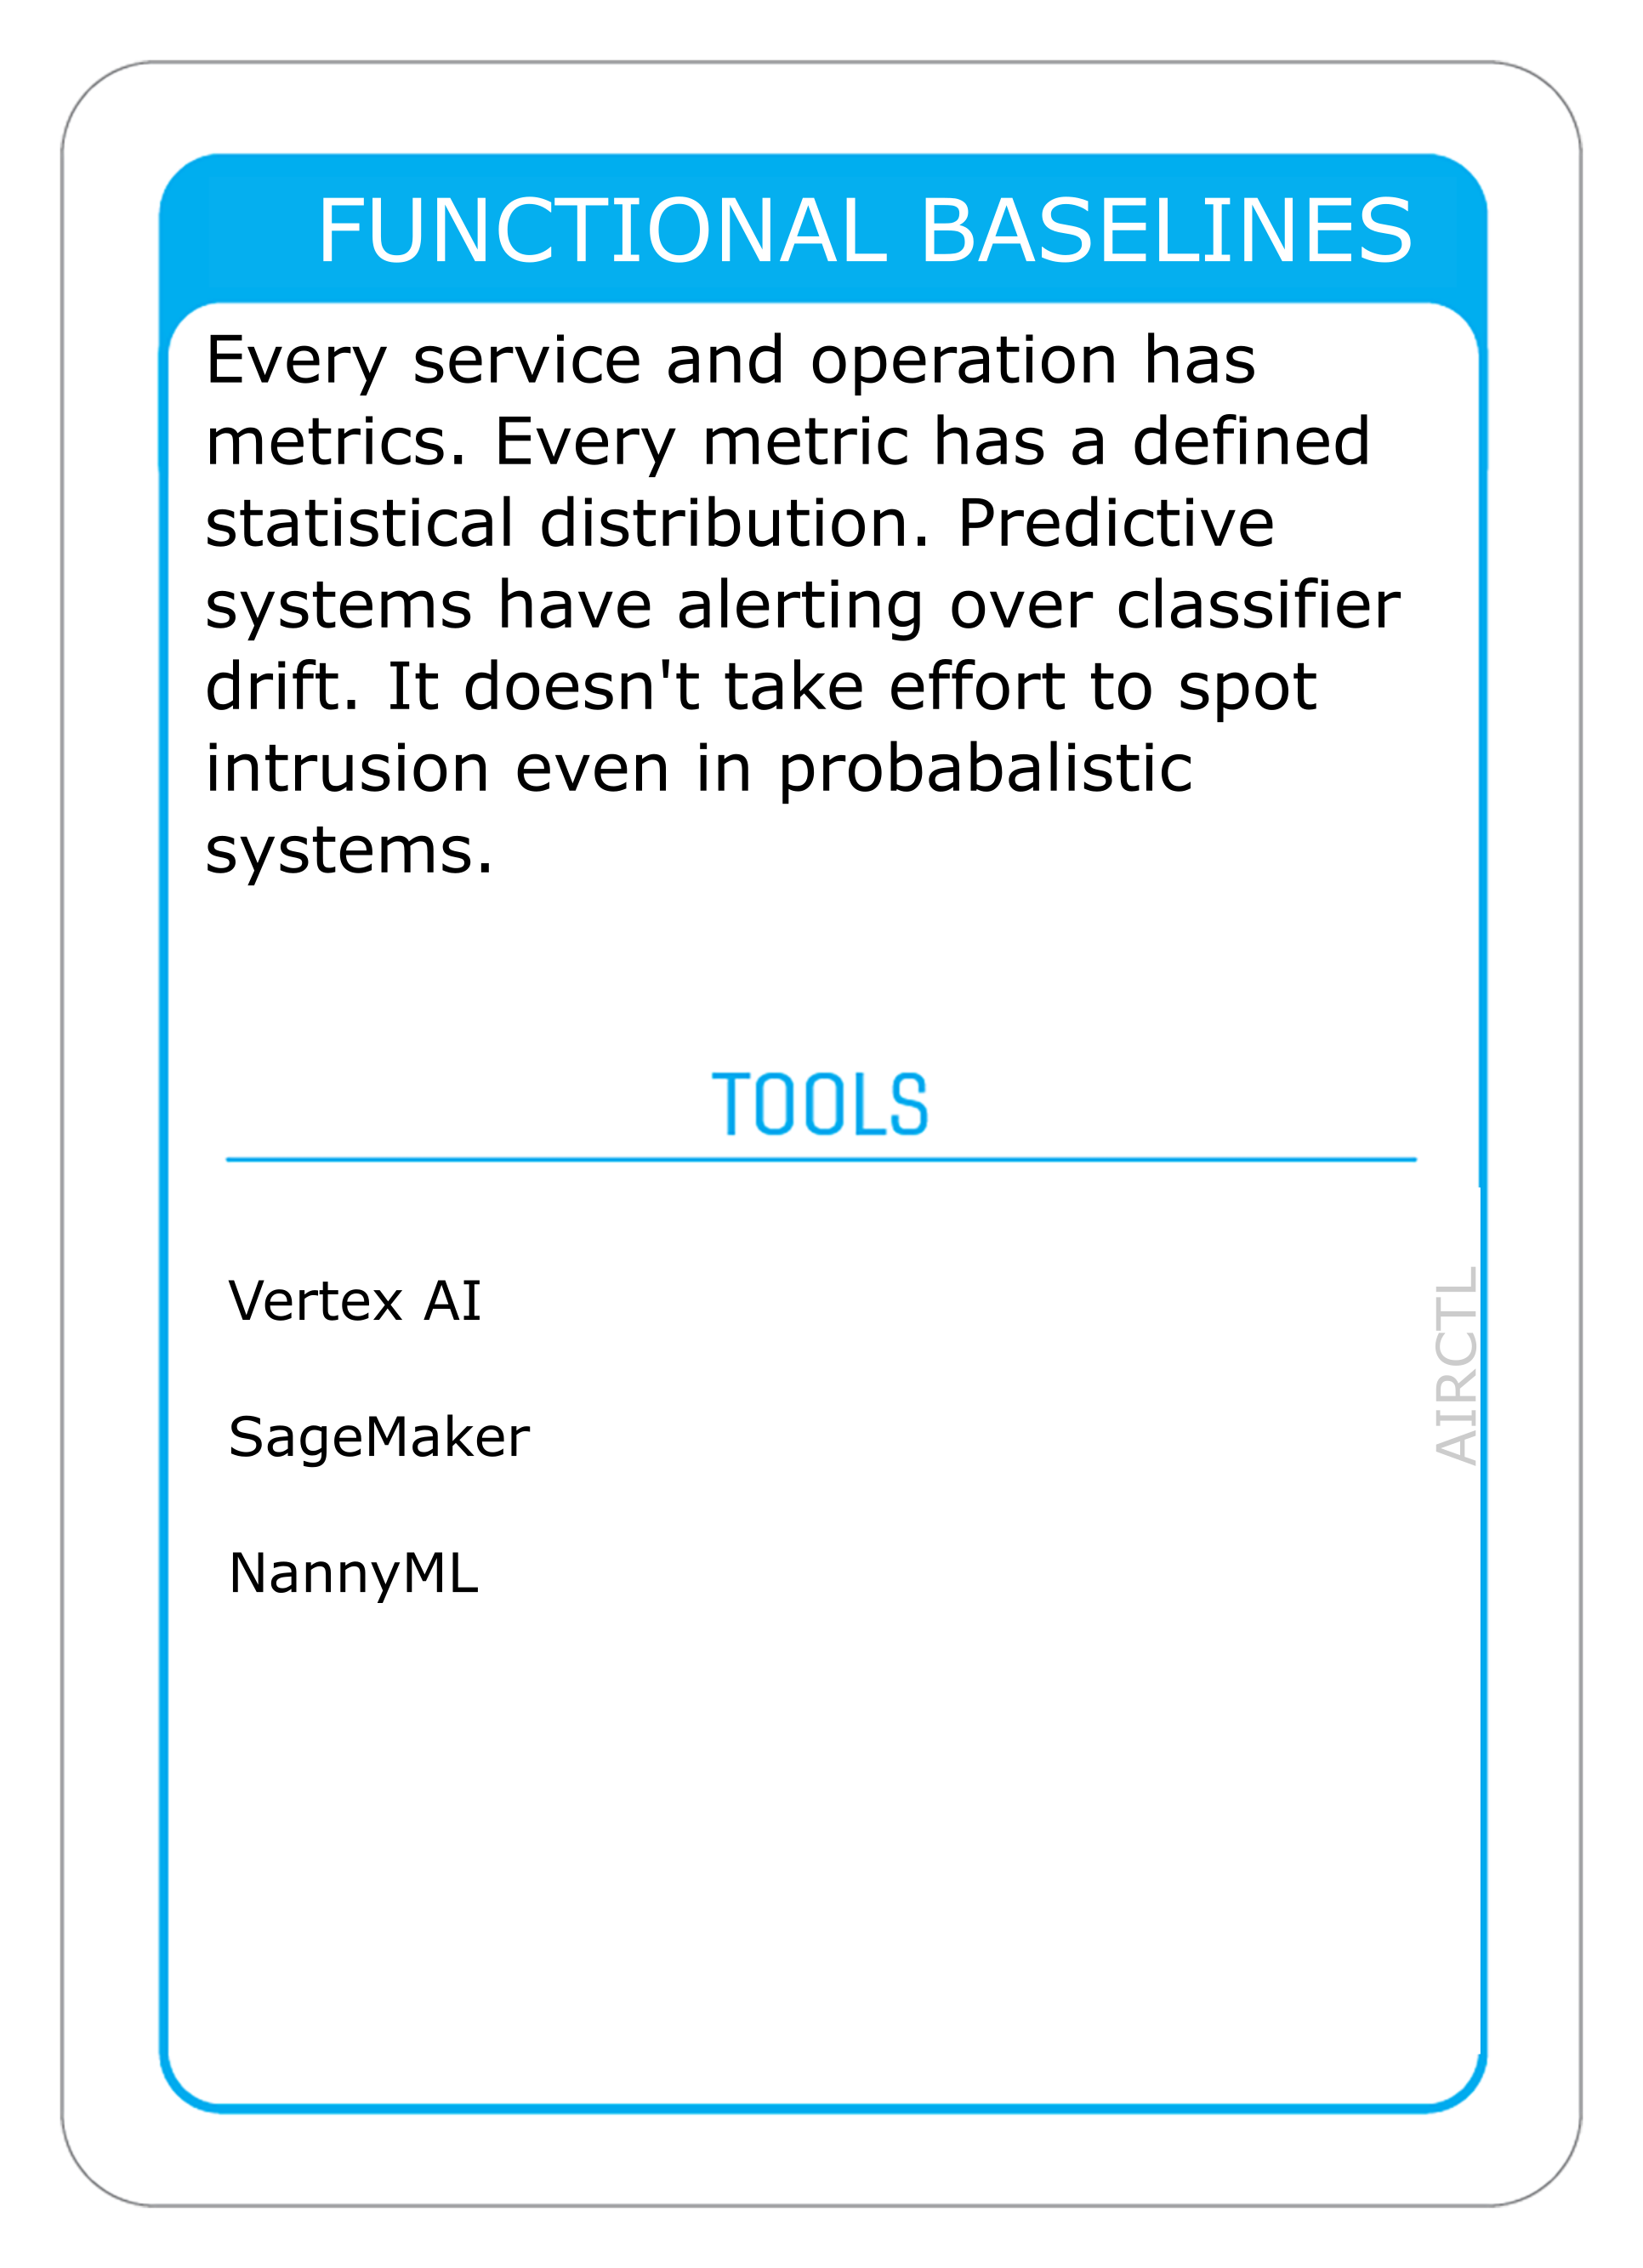 FUNCTIONAL BASELINES
Every service and operation has
metrics. Every metric has a defined
statistical distribution. Predictive
systems have alerting over classifier
drift. It doesn't take effort to spot
intrusion even in probabalistic
systems.
TOOLS
Vertex AI
SageMaker
NannyML
AIRCTL